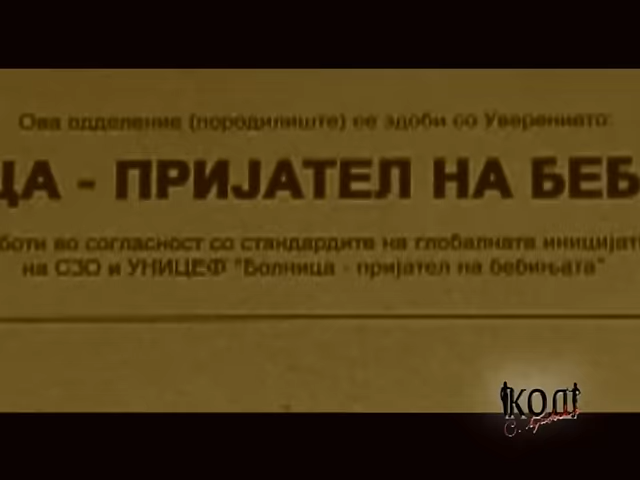 Ова одделение (породилиште) се здоби со Уверението:
ЦА - ПРИЈАТЕЛ НА БЕБ
боти во согласност со стандардите на глобалната иницијати
на СЗО и УНИЦЕФ "Болница - пријател на бебињата"
КОД